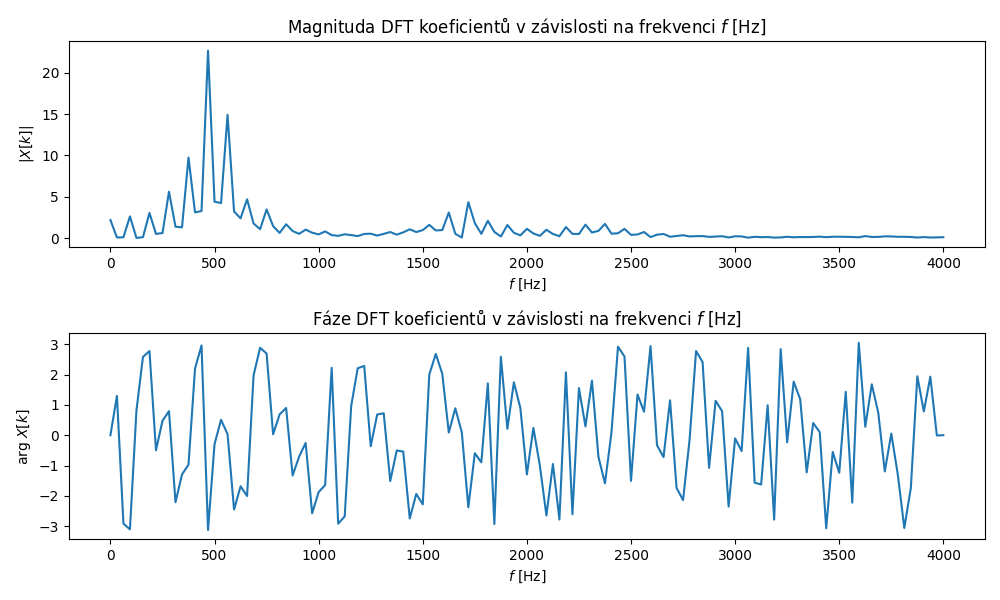 Magnituda DFT koeficientů v závislosti na frekvenci f [Hz]
|X[k]|
20
15
10
5
0
0 500 1000 1500 2000 2500 3000 3500 4000
f [Hz]
Fáze DFT koeficientů v závislosti na frekvenci f [Hz]
arg X[k]
3
2
1
0
−1
−2
−3
0 500 1000 1500 2000 2500 3000 3500 4000
f [Hz]